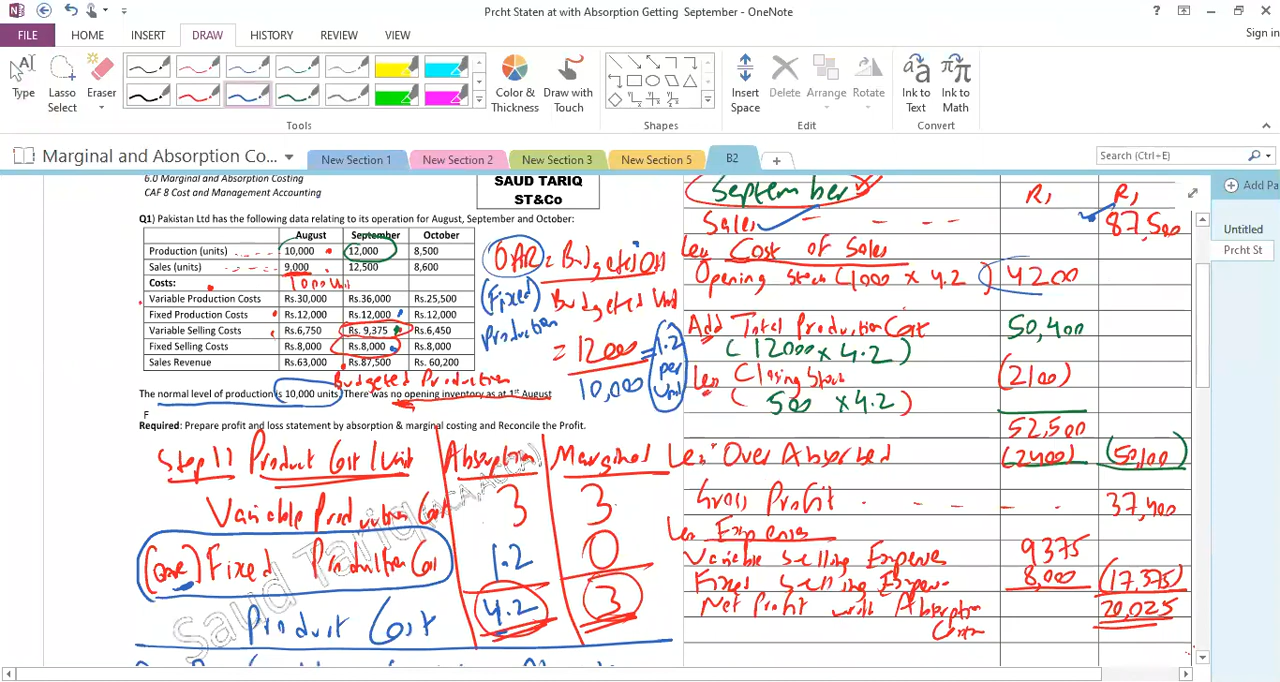 Prcht Staten at with Absorption Getting September - OneNote
Sign in
FILE HOME INSERT DRAW HISTORY REVIEW VIEW
Type
Lasso Select
Eraser
Color & Thickness
Draw with Touch
Insert Space
Delete
Arrange
Rotate
Ink to Text
Ink to Math
Tools
Shapes
Edit
Convert
Marginal and Absorption Co...
New Section 1
New Section 2
New Section 3
New Section 5
B2
Search (Ctrl+E)
Add Pa
Untitled
Prcht St
6.0 Marginal and Absorption Costing
CAF 8 Cost and Management Accounting
SAUD TARIQ
ST&Co
Q1) Pakistan Ltd has the following data relating to its operation for August, September and October:
August September October
Production (units) 10,000 12,000 8,500
Sales (units) 9,000 12,500 8,600
Costs: 1000 Unit
Variable Production Costs Rs.30,000 Rs.36,000 Rs.25,500
Fixed Production Costs Rs.12,000 Rs.12,000 Rs.12,000
Variable Selling Costs Rs.6,750 Rs. 9,375 Rs.6,450
Fixed Selling Costs Rs.8,000 Rs.8,000 Rs.8,000
Sales Revenue Rs.63,000 Rs.87,500 Rs. 60,200
Budgeted Production
The normal level of production is 10,000 units. There was no opening inventory as at 1st August
F
Required: Prepare profit and loss statement by absorption & marginal costing and Reconcile the Profit.
OAR = Budgeted OH
(Fixed) Budgeted Unit
Production
= 12000 = 1.2 per Unit
10,000
Step 1) Product Cost/Unit Absorption Marginal
Variable Production Cost 3 3
(OAR) Fixed Production Cost 1.2 0
Product Cost 4.2 3
Saud Tariq
September R, R,
Sales - - - - 87,500
Less Cost of Sales
Opening Stock (1000 x 4.2) 4200
Add Total Production Cost 50,400
(12000 x 4.2)
Less Closing Stock (2100)
(500 x 4.2)
52,500
Less Over Absorbed (2400) (50,100)
Gross Profit - - - - 37,400
Less Expenses
Variable Selling Expense 9375
Fixed Selling Expense 8,000 (17,375)
Net Profit with Absorption 20,025
Costin